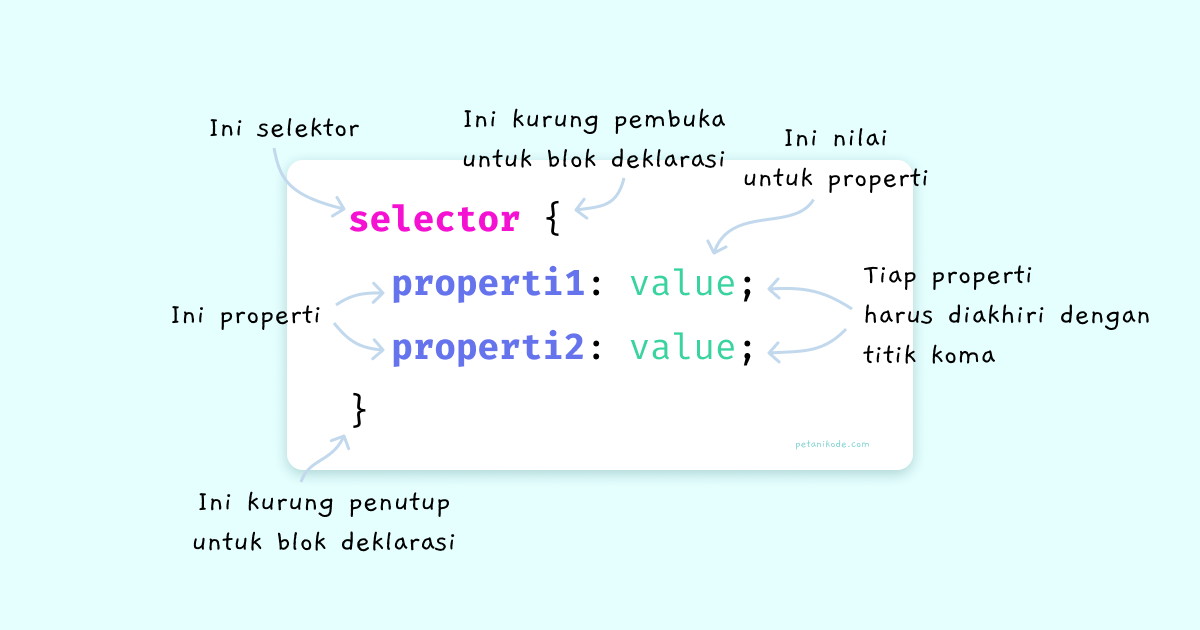 Ini selektor
Ini kurung pembuka
untuk blok deklarasi
Ini nilai
untuk properti
selector {
properti1: value;
properti2: value;
}
Ini properti
Tiap properti
harus diakhiri dengan
titik koma
petanikode.com
Ini kurung penutup
untuk blok deklarasi